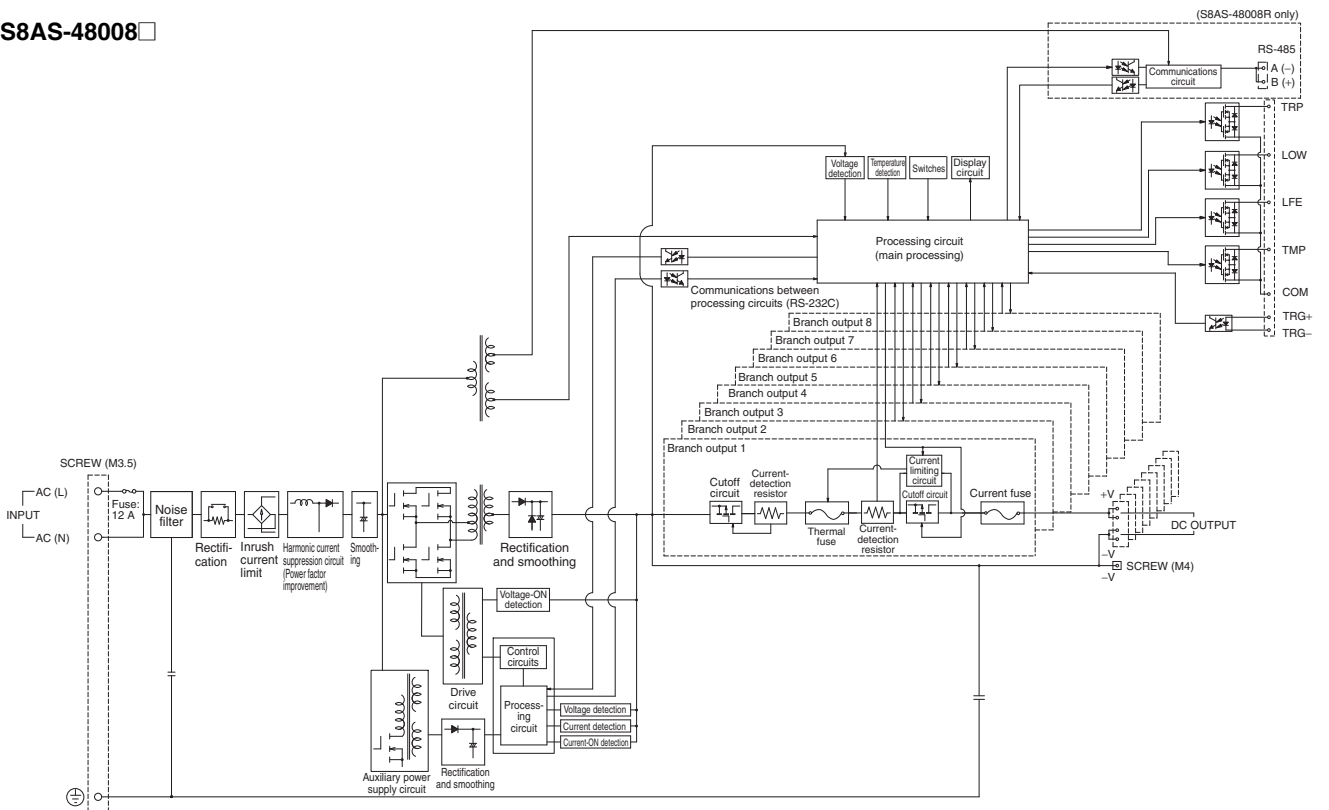 S8AS-48008□
(S8AS-48008R only)
RS-485
A (−)
B (+)
Communications
circuit
TRP
LOW
LFE
TMP
COM
TRG+
TRG−
Voltage
detection
Temperature
detection
Switches
Display
circuit
Processing circuit
(main processing)
Communications between
processing circuits (RS-232C)
Branch output 8
Branch output 7
Branch output 6
Branch output 5
Branch output 4
Branch output 3
Branch output 2
Branch output 1
Cutoff
circuit
Current-
detection
resistor
Thermal
fuse
Current-
detection
resistor
Current
limiting
circuit
Cutoff circuit
Current fuse
+V
DC OUTPUT
−V
SCREW (M4)
−V
SCREW (M3.5)
AC (L)
INPUT
AC (N)
Fuse:
12 A
Noise
filter
Rectifi-
cation
Inrush
current
limit
Harmonic current
suppression circuit
(Power factor
improvement)
Smooth-
ing
Rectification
and smoothing
Voltage-ON
detection
Drive
circuit
Control
circuits
Process-
ing
circuit
Voltage detection
Current detection
Current-ON detection
Auxiliary power
supply circuit
Rectification
and smoothing